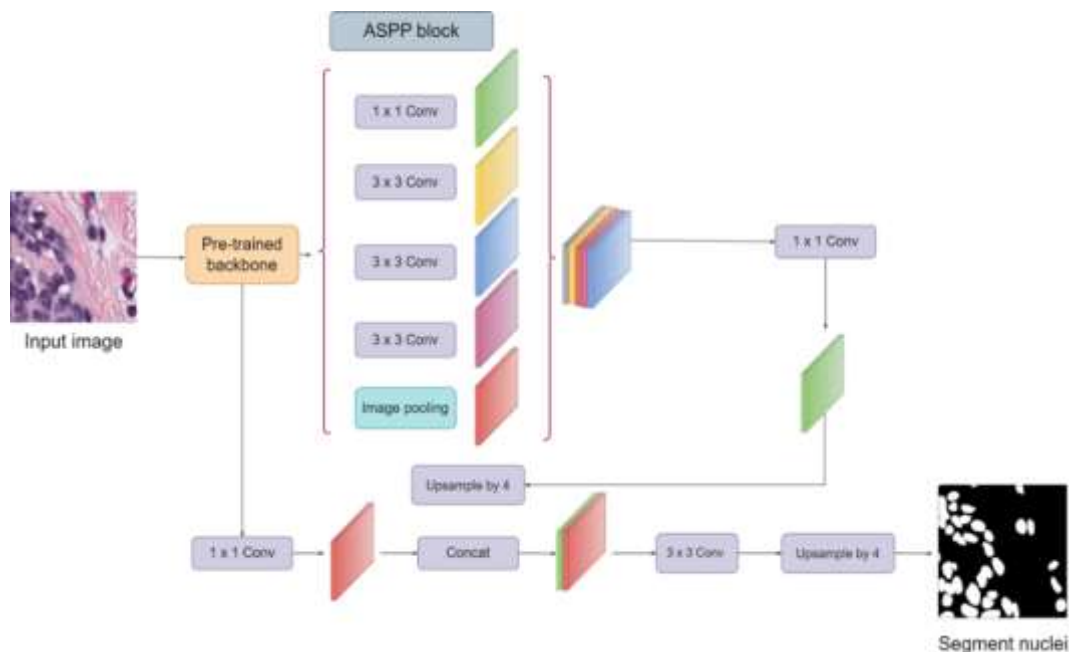 ASPP block
1 x 1 Conv
3 x 3 Conv
3 x 3 Conv
3 x 3 Conv
Image pooling
Input image
Pre-trained
backbone
1 x 1 Conv
Upsample by 4
1 x 1 Conv
Concat
3 x 3 Conv
Upsample by 4
Segment nuclei